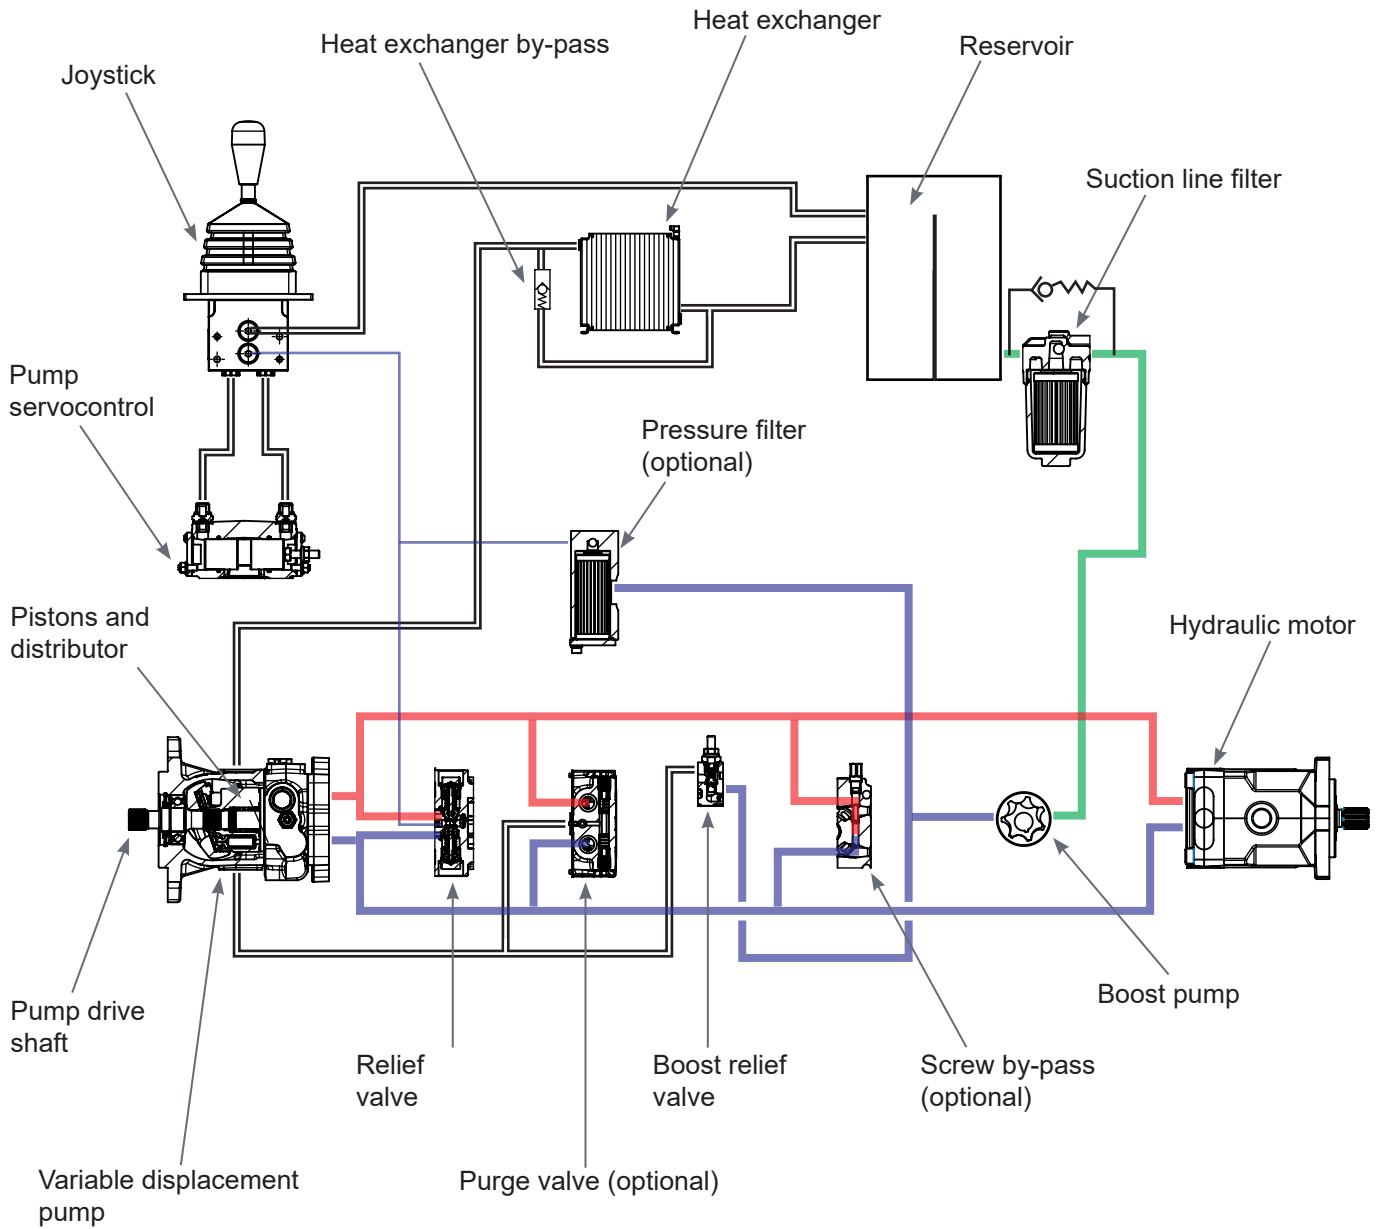 Heat exchanger
Heat exchanger by-pass
Reservoir
Joystick
Suction line filter
Pump
servocontrol
Pressure filter
(optional)
Pistons and
distributor
Hydraulic motor
Boost pump
Pump drive
shaft
Relief
valve
Boost relief
valve
Screw by-pass
(optional)
Variable displacement
pump
Purge valve (optional)